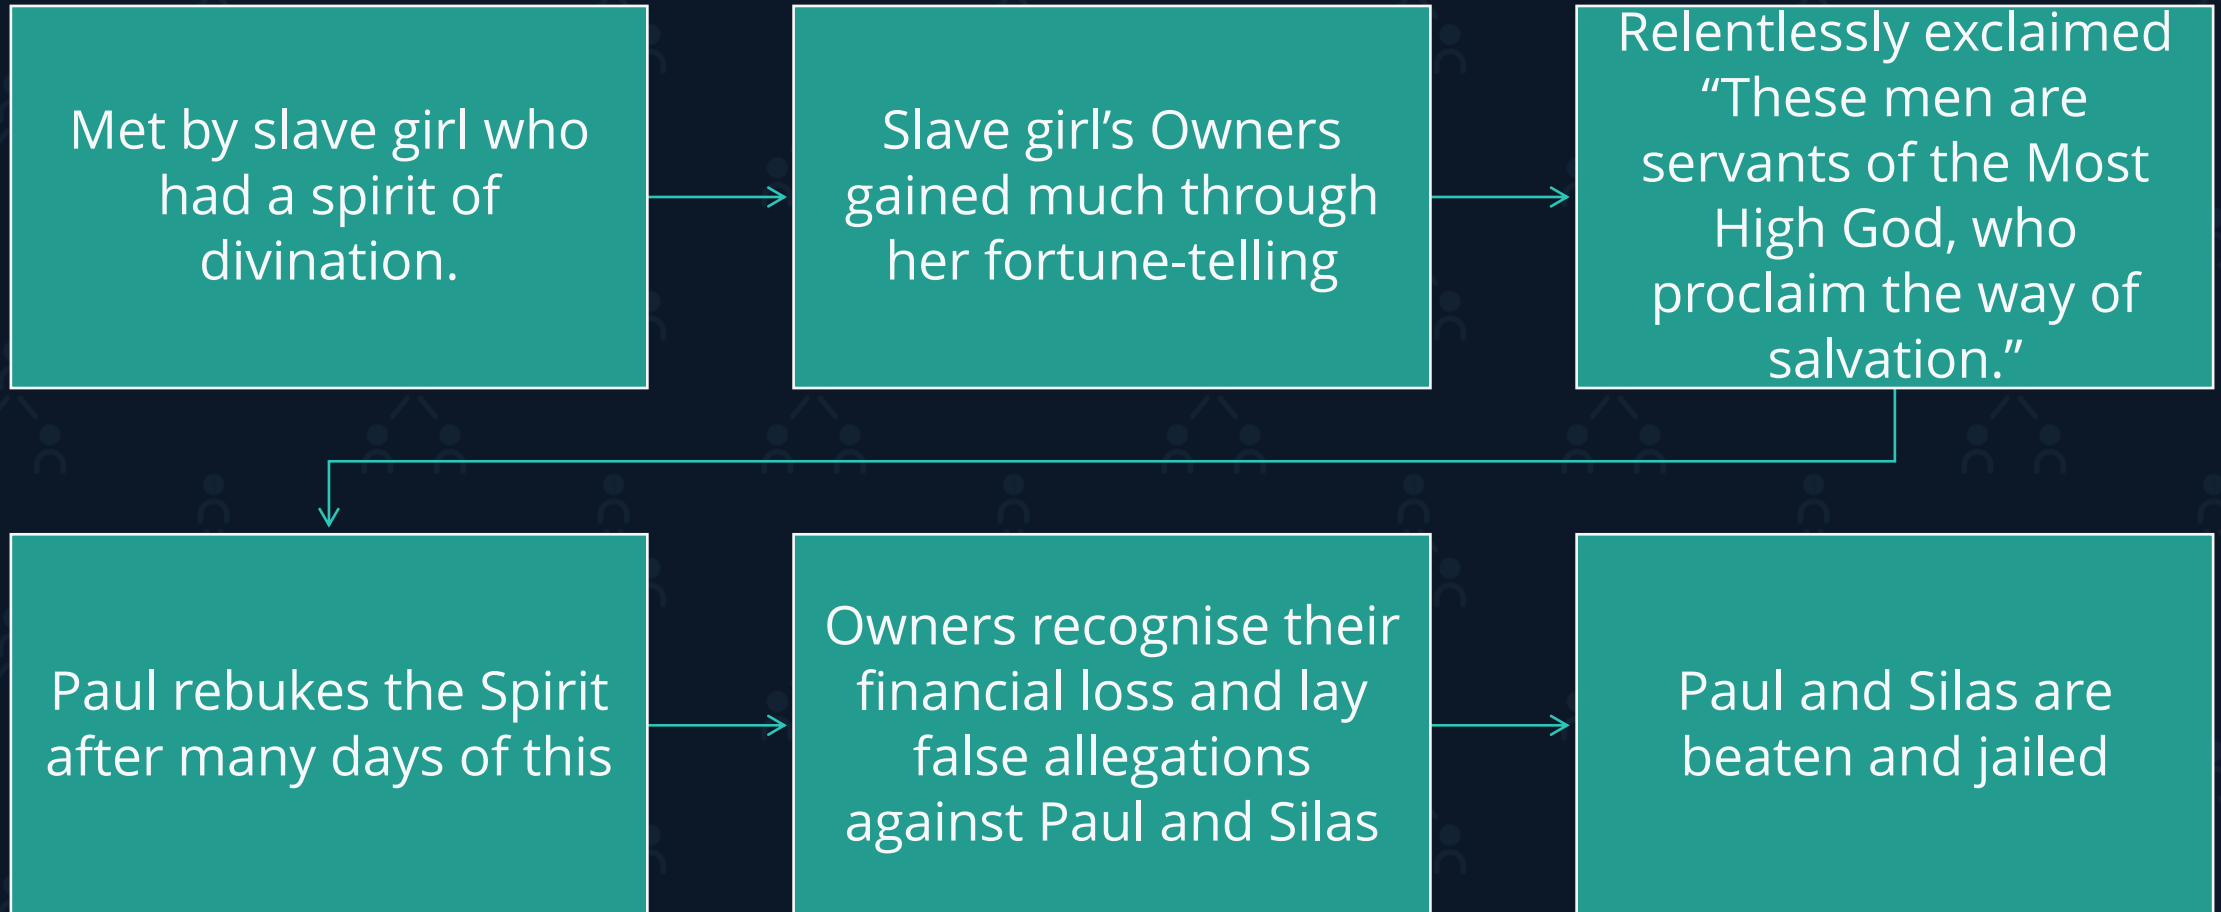 Met by slave girl who
had a spirit of
divination.
Slave girl’s Owners
gained much through
her fortune-telling
Relentlessly exclaimed
“These men are
servants of the Most
High God, who
proclaim the way of
salvation.”
Paul rebukes the Spirit
after many days of this
Owners recognise their
financial loss and lay
false allegations
against Paul and Silas
Paul and Silas are
beaten and jailed